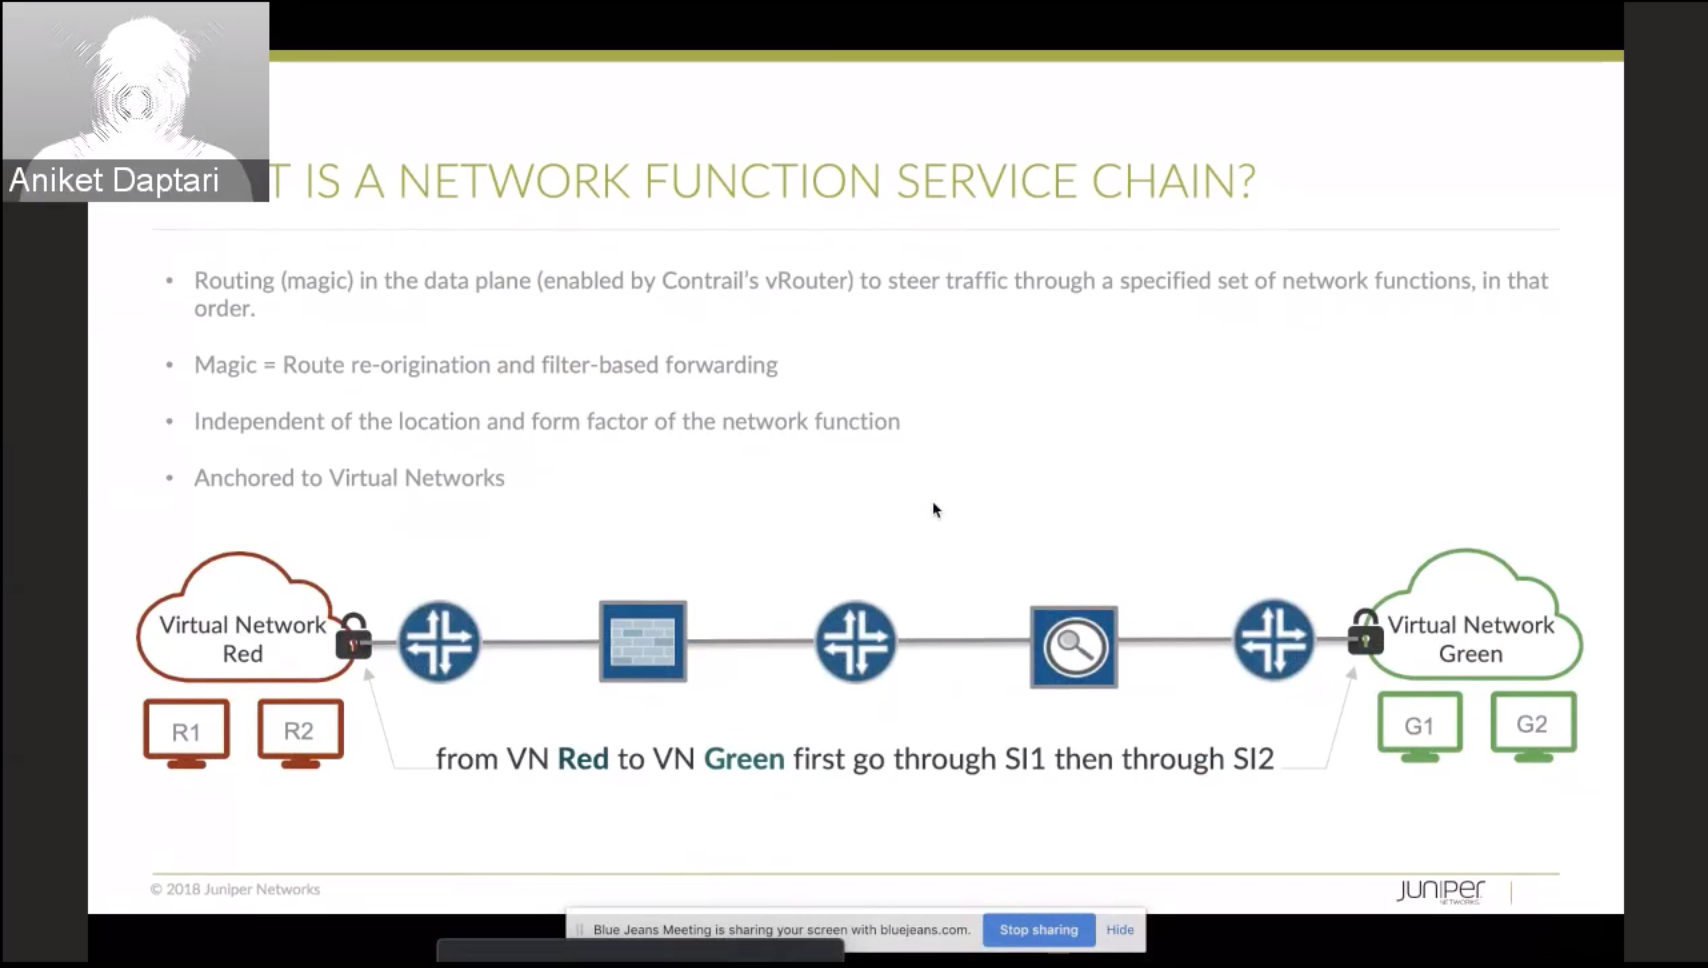 Aniket Daptari
T IS A NETWORK FUNCTION SERVICE CHAIN?
• Routing (magic) in the data plane (enabled by Contrail's vRouter) to steer traffic through a specified set of network functions, in that
order.
• Magic = Route re-origination and filter-based forwarding
• Independent of the location and form factor of the network function
• Anchored to Virtual Networks
Virtual Network
Red
Virtual Network
Green
R1
R2
G1
G2
from VN Red to VN Green first go through SI1 then through SI2
© 2018 Juniper Networks
JUNIPER
NETWORKS
Blue Jeans Meeting is sharing your screen with bluejeans.com.
Stop sharing
Hide